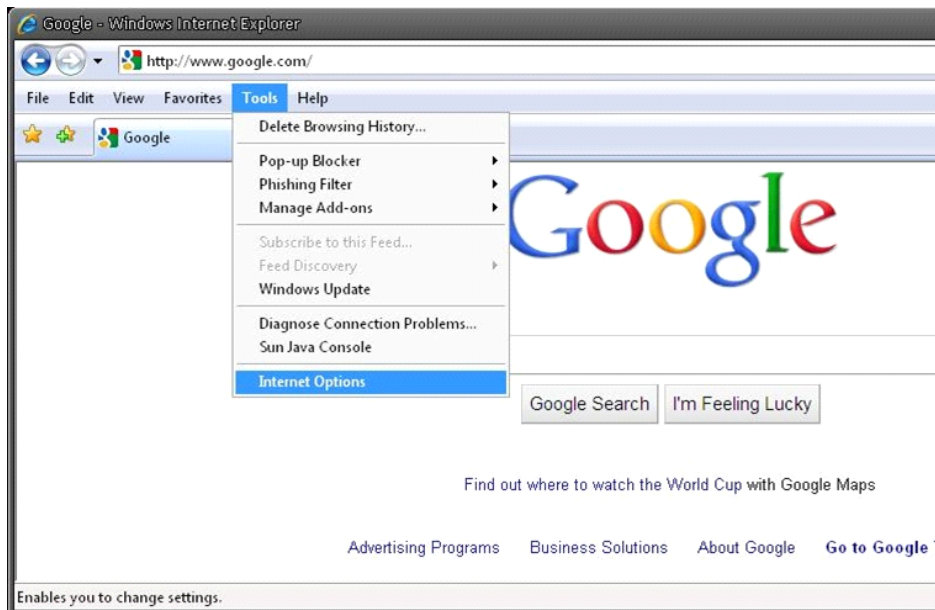 Google - Windows Internet Explorer
http://www.google.com/
File Edit View Favorites Tools Help
Google
Delete Browsing History...
Pop-up Blocker
Phishing Filter
Manage Add-ons
Subscribe to this Feed...
Feed Discovery
Windows Update
Diagnose Connection Problems...
Sun Java Console
Internet Options
Google
Google Search I'm Feeling Lucky
Find out where to watch the World Cup with Google Maps
Advertising Programs Business Solutions About Google Go to Google
Enables you to change settings.